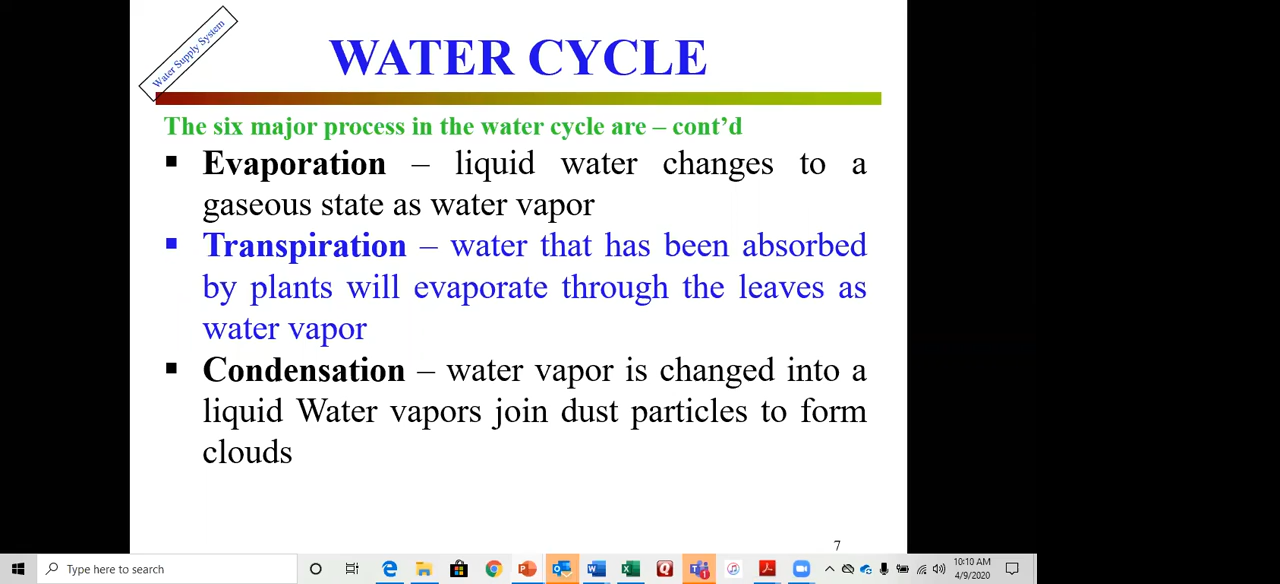 Water Supply System
WATER CYCLE
The six major process in the water cycle are – cont’d
▪ Evaporation – liquid water changes to a
gaseous state as water vapor
▪ Transpiration – water that has been absorbed
by plants will evaporate through the leaves as
water vapor
▪ Condensation – water vapor is changed into a
liquid Water vapors join dust particles to form
clouds
7
Type here to search
10:10 AM
4/9/2020